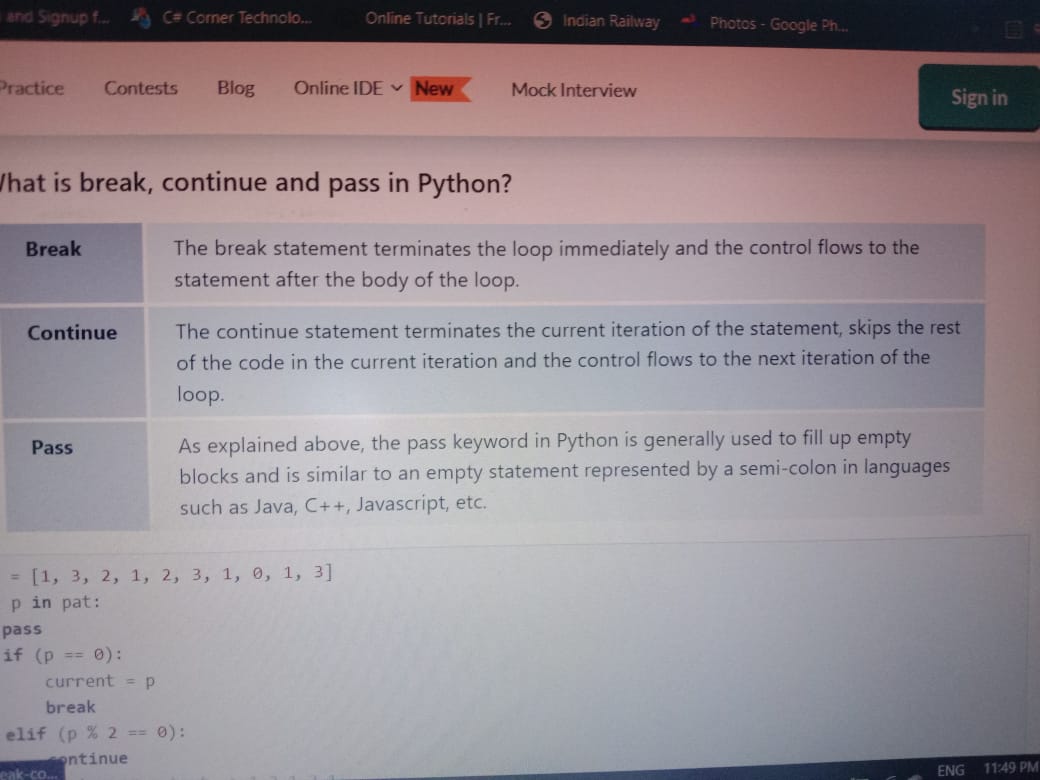 and Signup f... C# Corner Technolo... Online Tutorials | Fr... Indian Railway Photos - Google Ph...
Practice Contests Blog Online IDE New Mock Interview Sign in
What is break, continue and pass in Python?
Break The break statement terminates the loop immediately and the control flows to the
statement after the body of the loop.
Continue The continue statement terminates the current iteration of the statement, skips the rest
of the code in the current iteration and the control flows to the next iteration of the
loop.
Pass As explained above, the pass keyword in Python is generally used to fill up empty
blocks and is similar to an empty statement represented by a semi-colon in languages
such as Java, C++, Javascript, etc.
= [1, 3, 2, 1, 2, 3, 1, 0, 1, 3]
p in pat:
pass
if (p == 0):
current = p
break
elif (p % 2 == 0):
continue
eak-co... ENG 11:49 PM